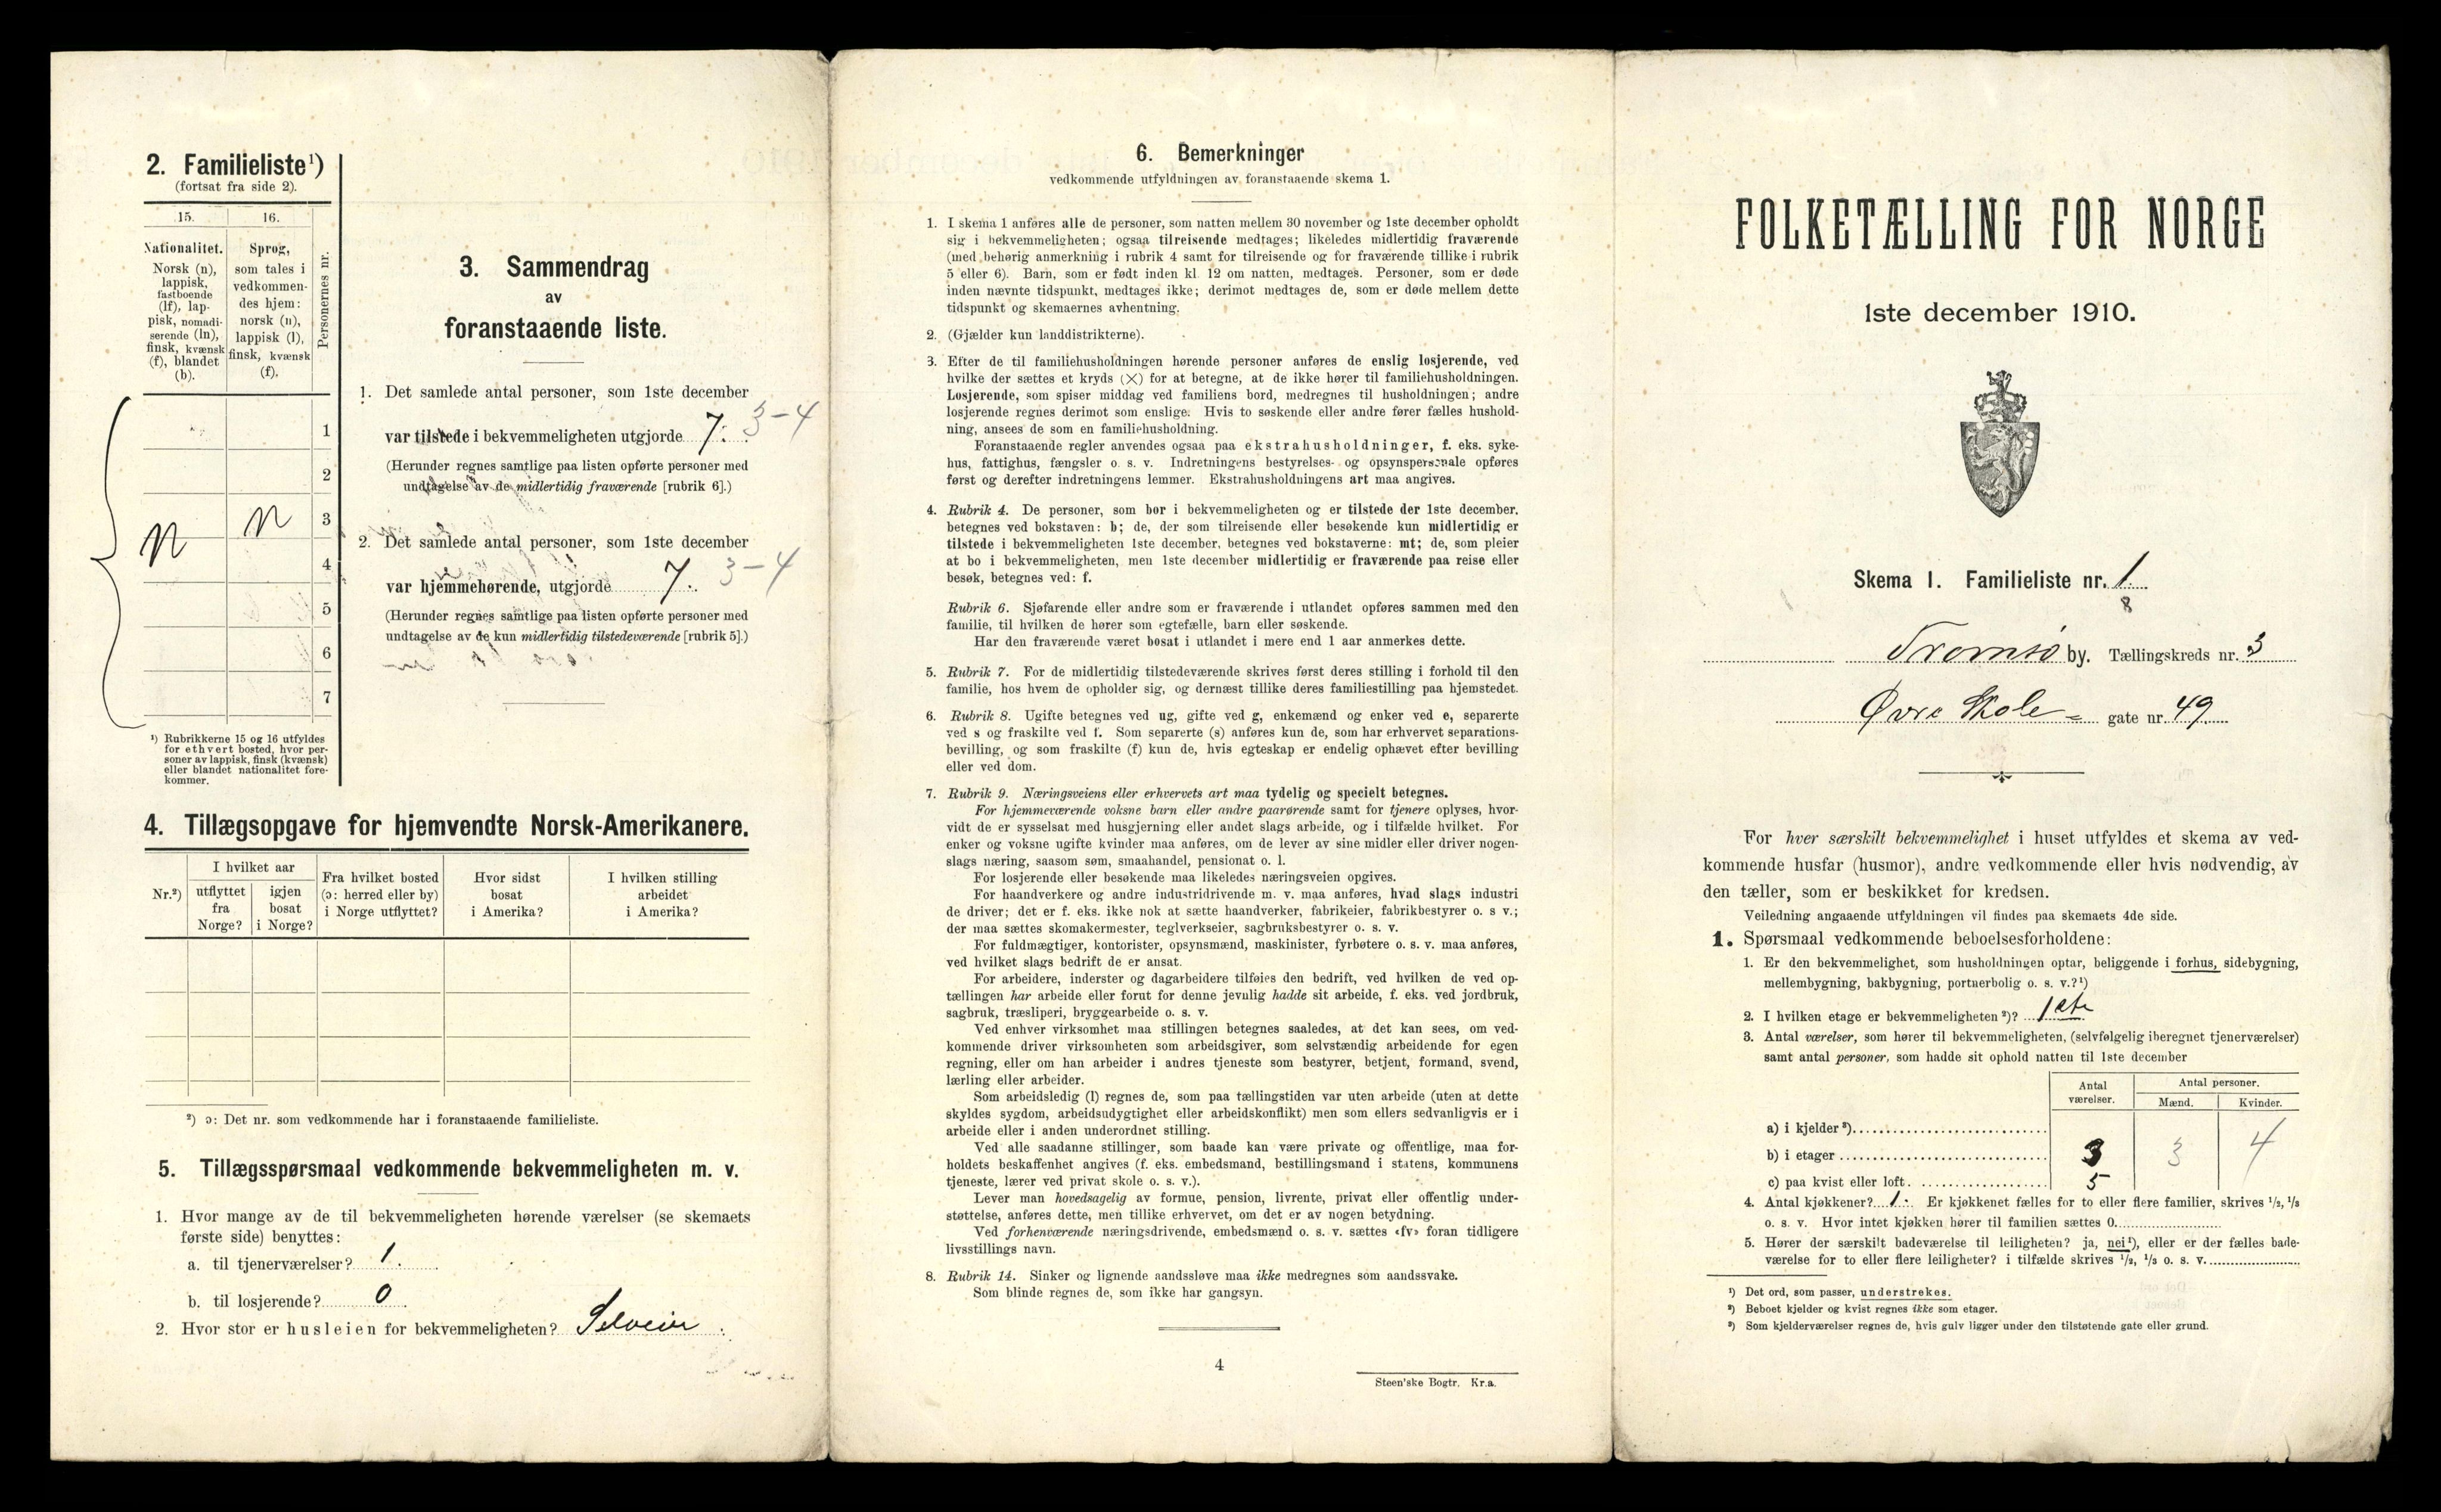 2. Familieliste¹)
(fortsat fra side 2).
15.
16.
Personernes nr.
Nationalitet.
Norsk (n),
lappisk,
fastboende
(lf), lap-
pisk, nomadi-
serende (ln),
finsk, kvænsk
(f), blandet
(b).
Sprog,
som tales i
vedkommen-
des hjem:
norsk (n),
lappisk (l),
finsk, kvænsk
(f).
1
2
3
4
5
6
7
n
n
¹) Rubrikkerne 15 og 16 utfyldes
for ethvert bosted, hvor per-
soner av lappisk, finsk (kvænsk)
eller blandet nationalitet fore-
kommer.
3. Sammendrag
av
foranstaaende liste.
1. Det samlede antal personer, som 1ste december
var tilstede i bekvemmeligheten utgjorde 7. 3-4
(Herunder regnes samtlige paa listen opførte personer med
undtagelse av de midlertidig fraværende [rubrik 6].)
2. Det samlede antal personer, som 1ste december
var hjemmehørende, utgjorde 7. 3-4
(Herunder regnes samtlige paa listen opførte personer med
undtagelse av de kun midlertidig tilstedeværende [rubrik 5].)
4. Tillægsopgave for hjemvendte Norsk-Amerikanere.
Nr.²)
I hvilket aar
utflyttet
fra
Norge?
igjen
bosat
i Norge?
Fra hvilket bosted
(ɔ: herred eller by)
i Norge utflyttet?
Hvor sidst
bosat
i Amerika?
I hvilken stilling
arbeidet
i Amerika?
²) ɔ: Det nr. som vedkommende har i foranstaaende familieliste.
5. Tillægsspørsmaal vedkommende bekvemmeligheten m. v.
1. Hvor mange av de til bekvemmeligheten hørende værelser (se skemaets
første side) benyttes:
a. til tjenerværelser? 1.
b. til losjerende? 0
2. Hvor stor er husleien for bekvemmeligheten? Selveier
6. Bemerkninger
vedkommende utfyldningen av foranstaaende skema 1.
1. I skema 1 anføres alle de personer, som natten mellem 30 november og 1ste december opholdt
sig i bekvemmeligheten; ogsaa tilreisende medtages; likeledes midlertidig fraværende
(med behørig anmerkning i rubrik 4 samt for tilreisende og for fraværende tillike i rubrik
5 eller 6). Barn, som er født inden kl. 12 om natten, medtages. Personer, som er døde
inden nævnte tidspunkt, medtages ikke; derimot medtages de, som er døde mellem dette
tidspunkt og skemaernes avhentning.
2. (Gjælder kun landdistrikterne).
3. Efter de til familiehusholdningen hørende personer anføres de enslig losjerende, ved
hvilke der sættes et kryds (×) for at betegne, at de ikke hører til familiehusholdningen.
Losjerende, som spiser middag ved familiens bord, medregnes til husholdningen; andre
losjerende regnes derimot som enslige. Hvis to søskende eller andre fører fælles hushold-
ning, ansees de som en familiehusholdning.
Foranstaaende regler anvendes ogsaa paa ekstrahusholdninger, f. eks. syke-
hus, fattighus, fængsler o. s. v. Indretningens bestyrelses- og opsynspersonale opføres
først og derefter indretningens lemmer. Ekstrahusholdningens art maa angives.
4. Rubrik 4. De personer, som bor i bekvemmeligheten og er tilstede der 1ste december,
betegnes ved bokstaven: b; de, der som tilreisende eller besøkende kun midlertidig er
tilstede i bekvemmeligheten 1ste december, betegnes ved bokstaverne: mt; de, som pleier
at bo i bekvemmeligheten, men 1ste december midlertidig er fraværende paa reise eller
besøk, betegnes ved: f.
Rubrik 6. Sjøfarende eller andre som er fraværende i utlandet opføres sammen med den
familie, til hvilken de hører som egtefælle, barn eller søskende.
Har den fraværende været bosat i utlandet i mere end 1 aar anmerkes dette.
5. Rubrik 7. For de midlertidig tilstedeværende skrives først deres stilling i forhold til den
familie, hos hvem de opholder sig, og dernæst tillike deres familiestilling paa hjemstedet.
6. Rubrik 8. Ugifte betegnes ved ug, gifte ved g, enkemænd og enker ved e, separerte
ved s og fraskilte ved f. Som separerte (s) anføres kun de, som har erhvervet separations-
bevilling, og som fraskilte (f) kun de, hvis egteskap er endelig ophævet efter bevilling
eller ved dom.
7. Rubrik 9. Næringsveiens eller erhvervets art maa tydelig og specielt betegnes.
For hjemmeværende voksne barn eller andre paarørende samt for tjenere oplyses, hvor-
vidt de er sysselsat med husgjerning eller andet slags arbeide, og i tilfælde hvilket. For
enker og voksne ugifte kvinder maa anføres, om de lever av sine midler eller driver nogen-
slags næring, saasom søm, smaahandel, pensionat o. l.
For losjerende eller besøkende maa likeledes næringsveien opgives.
For haandverkere og andre industridrivende m. v. maa anføres, hvad slags industri
de driver; det er f. eks. ikke nok at sætte haandverker, fabrikeier, fabrikbestyrer o. s v.;
der maa sættes skomakermester, teglverkseier, sagbruksbestyrer o. s. v.
For fuldmægtiger, kontorister, opsynsmænd, maskinister, fyrbøtere o. s. v. maa anføres,
ved hvilket slags bedrift de er ansat.
For arbeidere, inderster og dagarbeidere tilføies den bedrift, ved hvilken de ved op-
tællingen har arbeide eller forut for denne jevnlig hadde sit arbeide, f. eks. ved jordbruk,
sagbruk, træsliperi, bryggearbeide o. s. v.
Ved enhver virksomhet maa stillingen betegnes saaledes, at det kan sees, om ved-
kommende driver virksomheten som arbeidsgiver, som selvstændig arbeidende for egen
regning, eller om han arbeider i andres tjeneste som bestyrer, betjent, formand, svend,
lærling eller arbeider.
Som arbeidsledig (l) regnes de, som paa tællingstiden var uten arbeide (uten at dette
skyldes sygdom, arbeidsudygtighet eller arbeidskonflikt) men som ellers sedvanligvis er i
arbeide eller i anden underordnet stilling.
Ved alle saadanne stillinger, som baade kan være private og offentlige, maa for-
holdets beskaffenhet angives (f. eks. embedsmand, bestillingsmand i statens, kommunens
tjeneste, lærer ved privat skole o. s. v.).
Lever man hovedsagelig av formue, pension, livrente, privat eller offentlig under-
støttelse, anføres dette, men tillike erhvervet, om det er av nogen betydning.
Ved forhenværende næringsdrivende, embedsmænd o. s. v. sættes «fv» foran tidligere
livsstillings navn.
8. Rubrik 14. Sinker og lignende aandssløve maa ikke medregnes som aandssvake.
Som blinde regnes de, som ikke har gangsyn.
4
Steen'ske Bogtr. Kr.a.
FOLKETÆLLING FOR NORGE
1ste december 1910.
Skema 1. Familieliste nr. 1.
8
Tromsø by. Tællingskreds nr. 3
Øvre Skole= gate nr. 49
For hver særskilt bekvemmelighet i huset utfyldes et skema av ved-
kommende husfar (husmor), andre vedkommende eller hvis nødvendig, av
den tæller, som er beskikket for kredsen.
Veiledning angaaende utfyldningen vil findes paa skemaets 4de side.
1. Spørsmaal vedkommende beboelsesforholdene:
1. Er den bekvemmelighet, som husholdningen optar, beliggende i forhus, sidebygning,
mellembygning, bakbygning, portnerbolig o. s. v.?¹)
2. I hvilken etage er bekvemmeligheten²)? 1ste
3. Antal værelser, som hører til bekvemmeligheten, (selvfølgelig iberegnet tjenerværelser)
samt antal personer, som hadde sit ophold natten til 1ste december
Antal
værelser.
Antal personer.
Mænd.
Kvinder.
a) i kjelder³)
b) i etager 3 3 4
c) paa kvist eller loft. 5
4. Antal kjøkkener? 1. Er kjøkkenet fælles for to eller flere familier, skrives 1/2, 1/3
o. s. v. Hvor intet kjøkken hører til familien sættes 0.
5. Hører der særskilt badeværelse til leiligheten? ja, nei¹), eller er der fælles bade-
værelse for to eller flere leiligheter? i tilfælde skrives 1/2, 1/3 o. s. v.
¹) Det ord, som passer, understrekes.
²) Beboet kjelder og kvist regnes ikke som etager.
³) Som kjelderværelser regnes de, hvis gulv ligger under den tilstøtende gate eller grund.